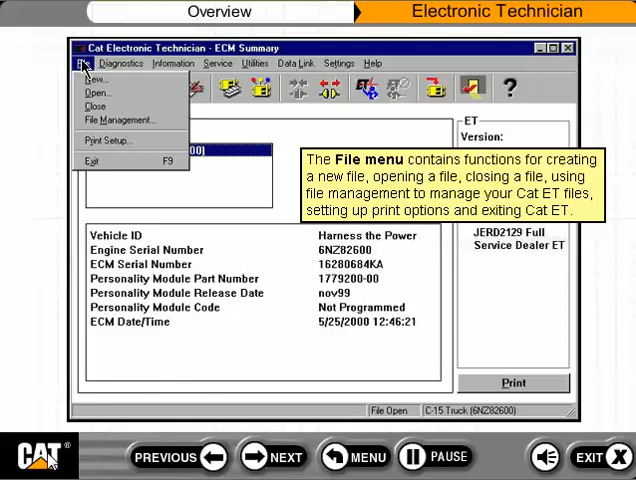 Overview
Electronic Technician
Cat Electronic Technician - ECM Summary
File Diagnostics Information Service Utilities Data Link Settings Help
New...
Open...
Close
File Management...
Print Setup...
Exit F9
ET
Version:
The File menu contains functions for creating
a new file, opening a file, closing a file, using
file management to manage your Cat ET files,
setting up print options and exiting Cat ET.
JERD2129 Full
Service Dealer ET
Vehicle ID Harness the Power
Engine Serial Number 6NZ82600
ECM Serial Number 16280684KA
Personality Module Part Number 1779200-00
Personality Module Release Date nov99
Personality Module Code Not Programmed
ECM Date/Time 5/25/2000 12:46:21
Print
File Open C-15 Truck (6NZ82600)
CAT ®
PREVIOUS NEXT MENU PAUSE EXIT X